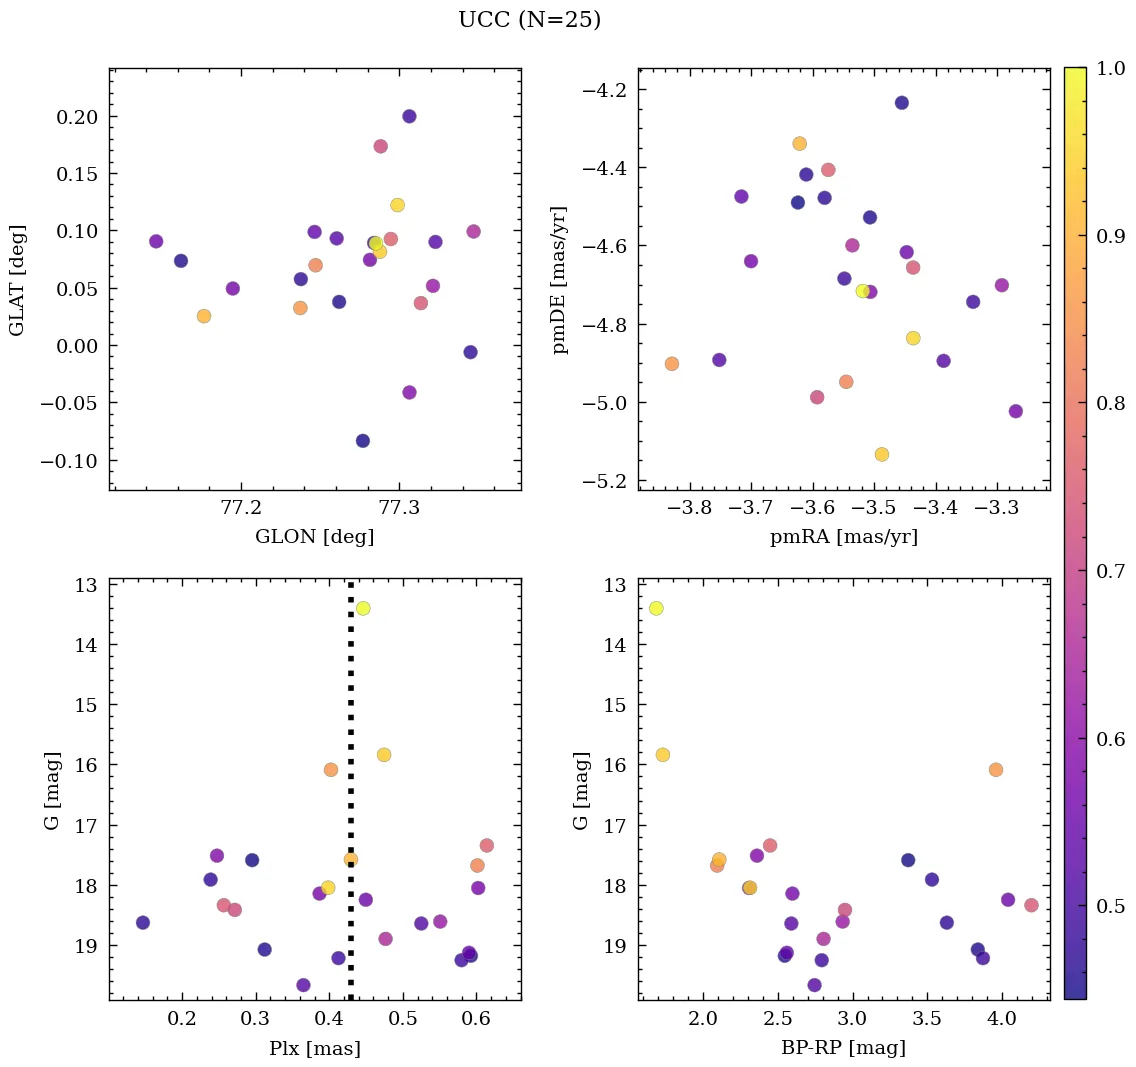 UCC (N=25)
0.20
0.15
0.10
0.05
0.00
−0.05
−0.10
GLAT [deg]
77.2 77.3
GLON [deg]
−4.2
−4.4
−4.6
−4.8
−5.0
−5.2
pmDE [mas/yr]
−3.8 −3.7 −3.6 −3.5 −3.4 −3.3
pmRA [mas/yr]
13
14
15
16
17
18
19
G [mag]
0.2 0.3 0.4 0.5 0.6
Plx [mas]
13
14
15
16
17
18
19
G [mag]
2.0 2.5 3.0 3.5 4.0
BP-RP [mag]
1.0
0.9
0.8
0.7
0.6
0.5